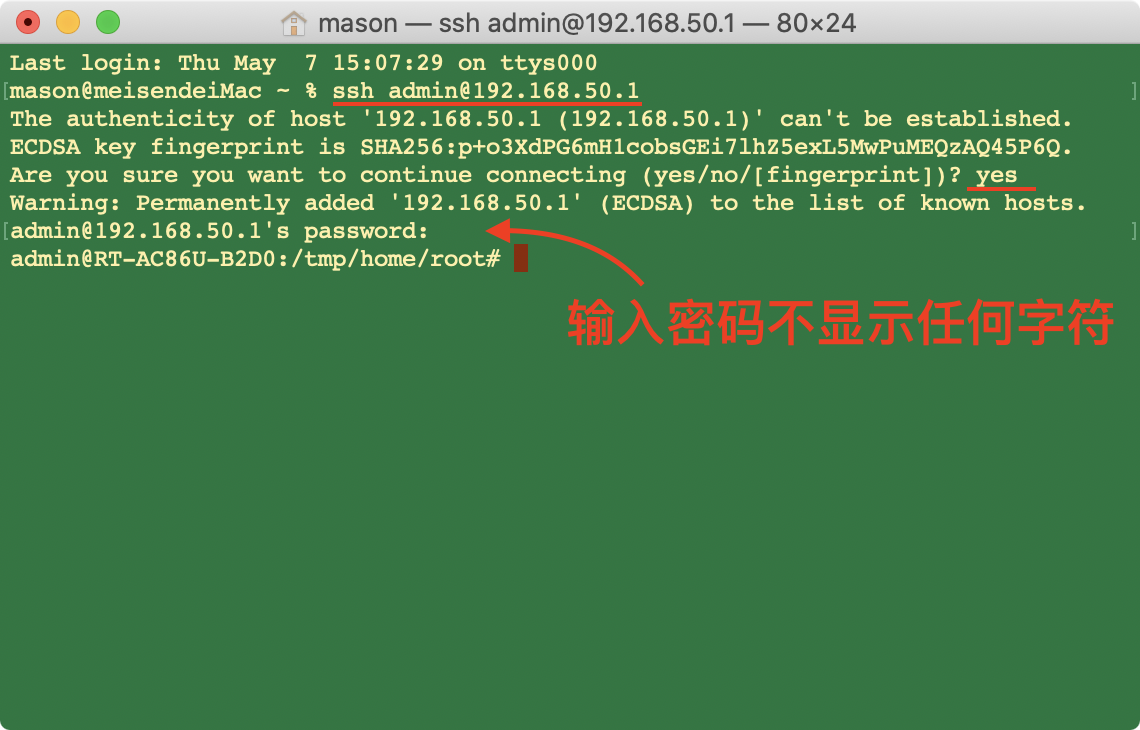 mason — ssh admin@192.168.50.1 — 80×24
Last login: Thu May  7 15:07:29 on ttys000
[mason@meisendeiMac ~ % ssh admin@192.168.50.1 ]
The authenticity of host '192.168.50.1 (192.168.50.1)' can't be established.
ECDSA key fingerprint is SHA256:p+o3XdPG6mH1cobsGEi7lhZ5exL5MwPuMEQzAQ45P6Q.
Are you sure you want to continue connecting (yes/no/[fingerprint])? yes
Warning: Permanently added '192.168.50.1' (ECDSA) to the list of known hosts.
[admin@192.168.50.1's password: ]
admin@RT-AC86U-B2D0:/tmp/home/root#
输入密码不显示任何字符